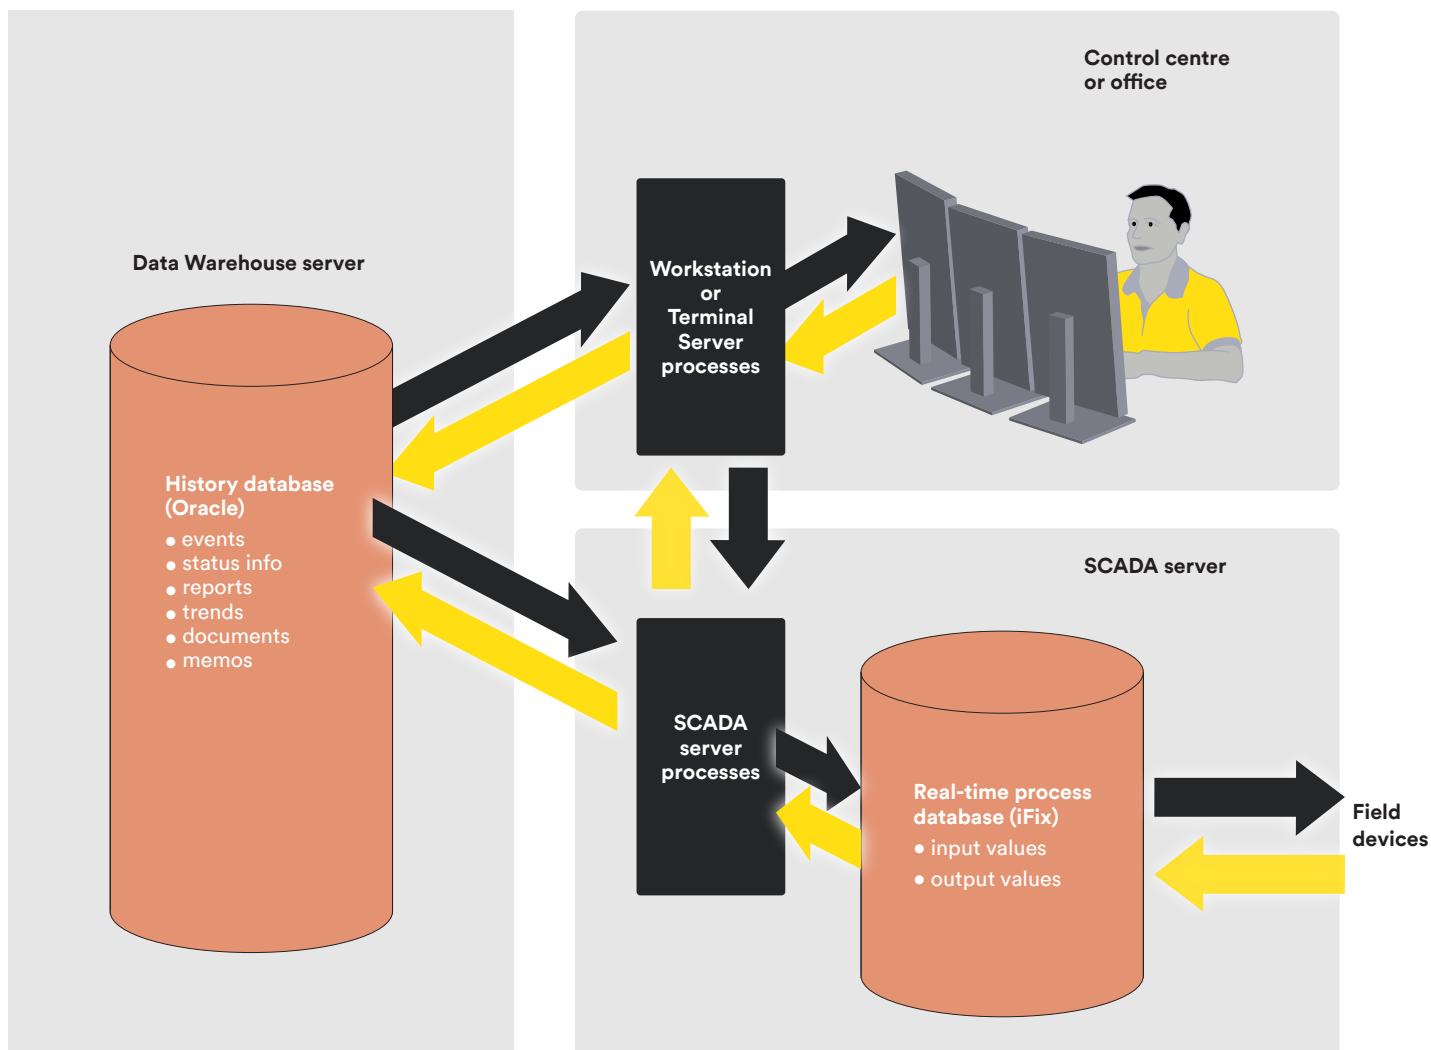 Control centre
or office
Data Warehouse server
Workstation
or
Terminal
Server
processes
History database
(Oracle)
• events
• status info
• reports
• trends
• documents
• memos
SCADA server
SCADA
server
processes
Real-time process
database (iFix)
• input values
• output values
Field
devices